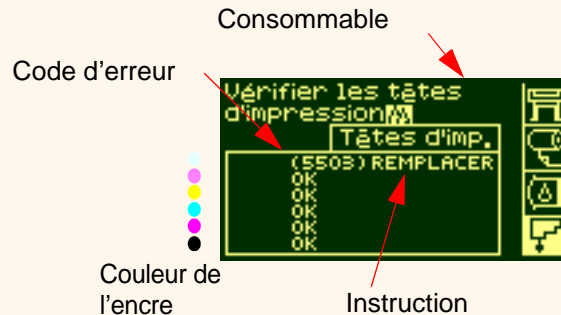 Consommable
Code d'erreur
Vérifier les têtes
d'impression
Têtes d'imp.
(5503) REMPLACER
OK
OK
OK
OK
OK
Couleur de
l'encre
Instruction